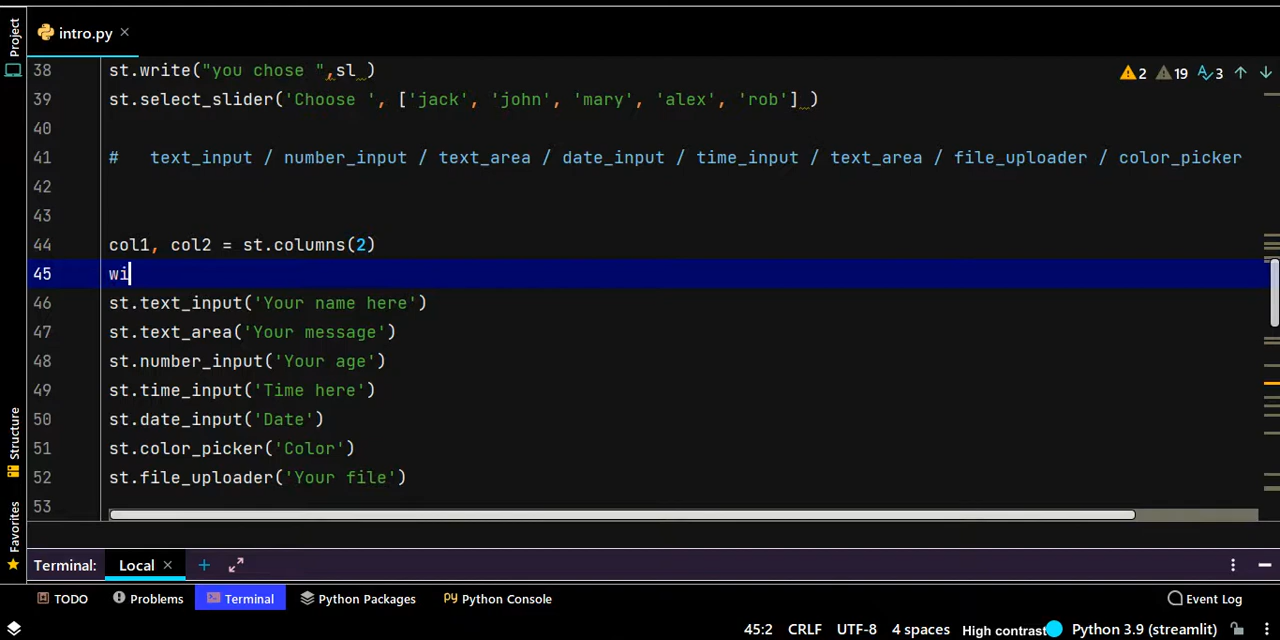 Project
intro.py
38 st.write("you chose ",sl )
2 19 3
39 st.select_slider('Choose ', ['jack', 'john', 'mary', 'alex', 'rob'] )
40
41 # text_input / number_input / text_area / date_input / time_input / text_area / file_uploader / color_picker
42
43
44 col1, col2 = st.columns(2)
45 wi
46 st.text_input('Your name here')
47 st.text_area('Your message')
48 st.number_input('Your age')
49 st.time_input('Time here')
50 st.date_input('Date')
51 st.color_picker('Color')
52 st.file_uploader('Your file')
53
Structure
Favorites
Terminal: Local
TODO Problems Terminal Python Packages Python Console Event Log
45:2 CRLF UTF-8 4 spaces High contrast Python 3.9 (streamlit)